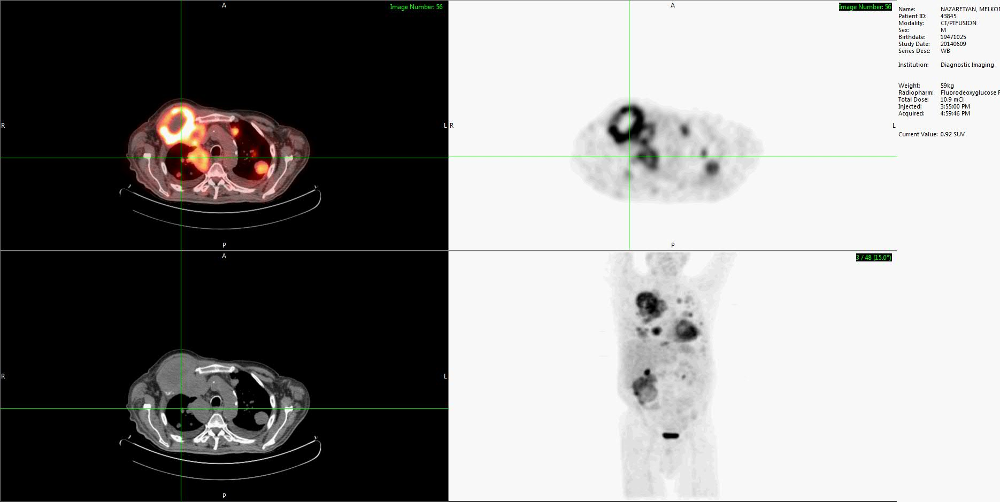 A
Image Number: 56
R
L
P
A
Image Number: 56
R
L
P
A
R
L
P
3 / 48 (15.0°)
Name: NAZARETYAN, MELKO
Patient ID: 43845
Modality: CT/PTFUSION
Sex: M
Birthdate: 19471025
Study Date: 20140609
Series Desc: WB
Institution: Diagnostic Imaging
Weight: 59kg
Radiopharm: Fluorodeoxyglucose F
Total Dose: 10.9 mCi
Injected: 3:55:00 PM
Acquired: 4:59:46 PM
Current Value: 0.92 SUV